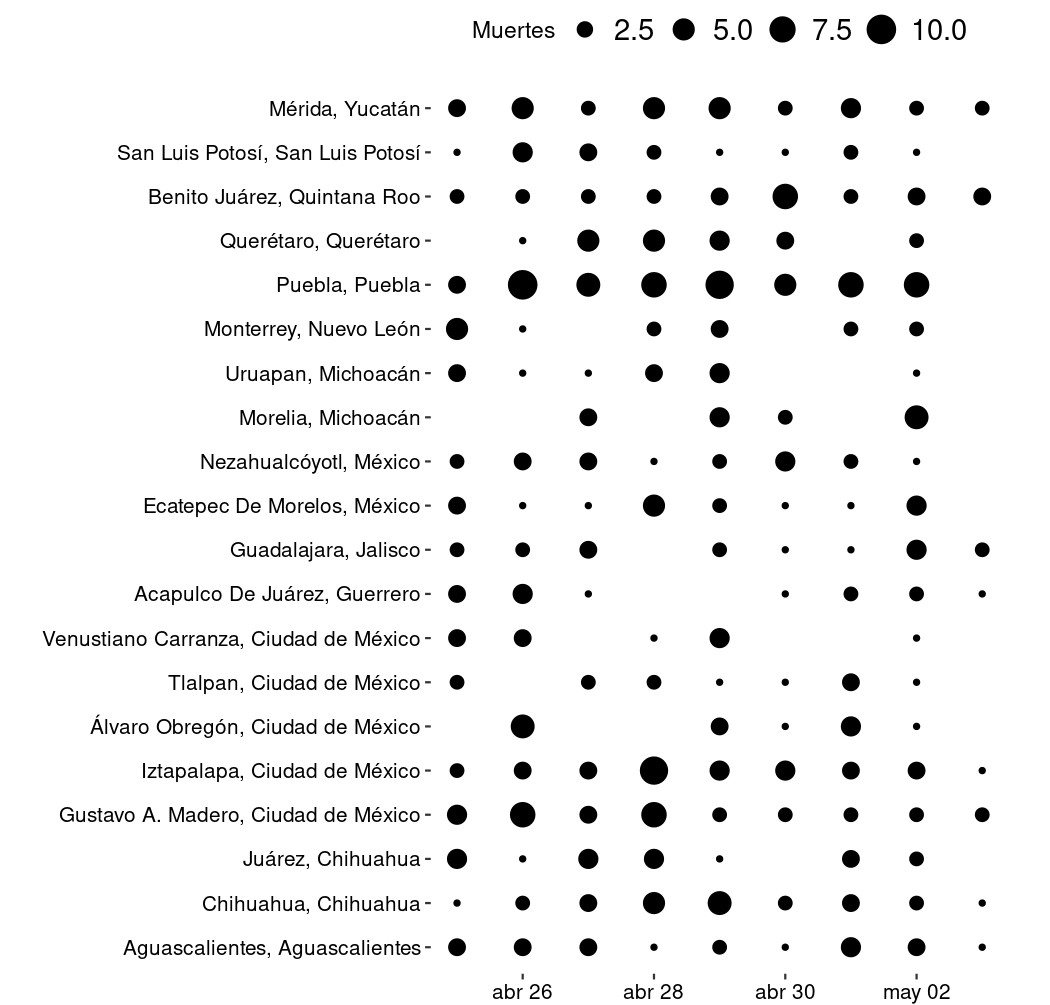 Muertes 2.5 5.0 7.5 10.0
Mérida, Yucatán
San Luis Potosí, San Luis Potosí
Benito Juárez, Quintana Roo
Querétaro, Querétaro
Puebla, Puebla
Monterrey, Nuevo León
Uruapan, Michoacán
Morelia, Michoacán
Nezahualcóyotl, México
Ecatepec De Morelos, México
Guadalajara, Jalisco
Acapulco De Juárez, Guerrero
Venustiano Carranza, Ciudad de México
Tlalpan, Ciudad de México
Álvaro Obregón, Ciudad de México
Iztapalapa, Ciudad de México
Gustavo A. Madero, Ciudad de México
Juárez, Chihuahua
Chihuahua, Chihuahua
Aguascalientes, Aguascalientes
abr 26 abr 28 abr 30 may 02